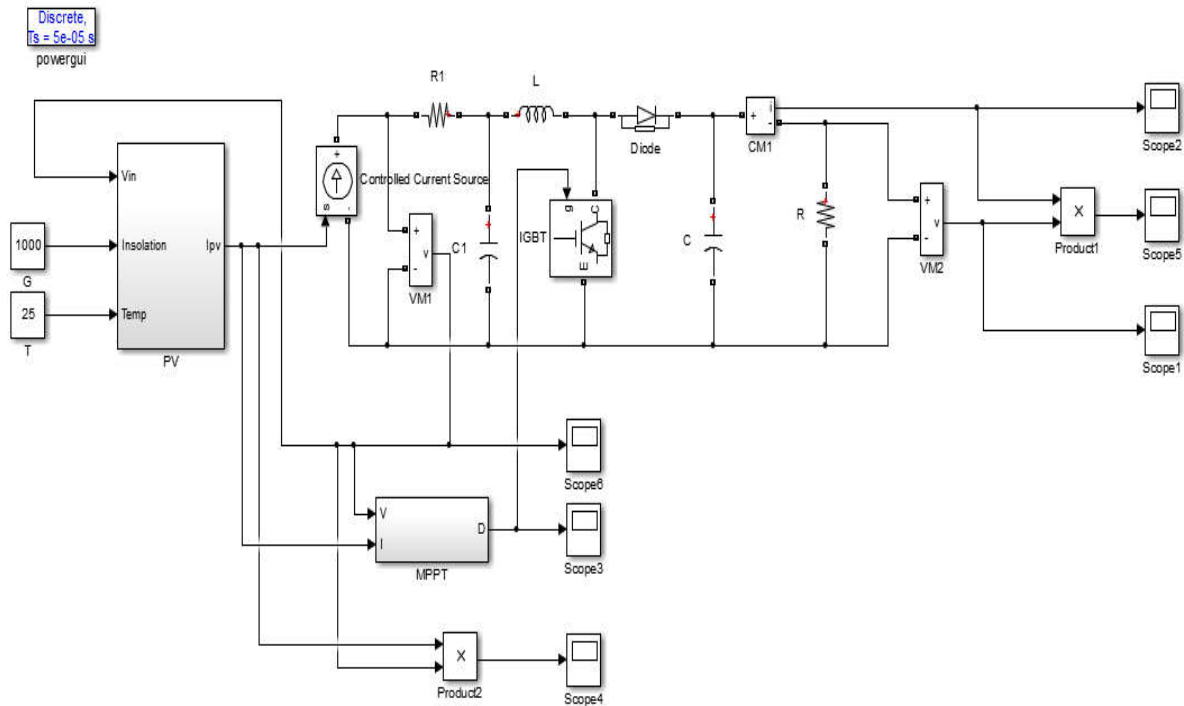 Discrete,
Ts = 5e-05 s
powergui
R1
L
Diode
+
i
-
CM1
Scope2
Vin
Insolation
Temp
Ipv
PV
1000
G
25
T
+
s
-
Controlled Current Source
+
v
-
VM1
C1
g
C
IGBT
E
C
R
+
v
-
VM2
X
Product1
Scope5
Scope1
Scope6
V
I
D
MPPT
Scope3
X
Product2
Scope4